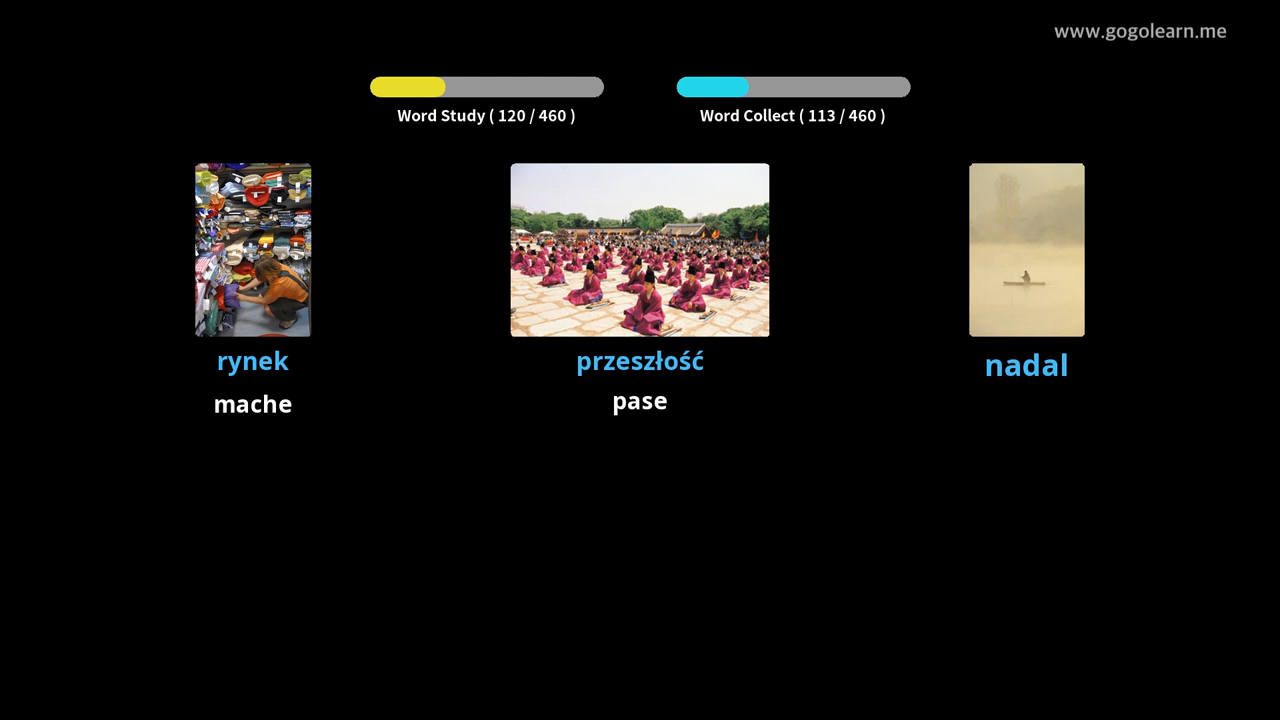 www.gogolearn.me
Word Study ( 120 / 460 )
Word Collect ( 113 / 460 )
rynek
mache
przeszłość
pase
nadal